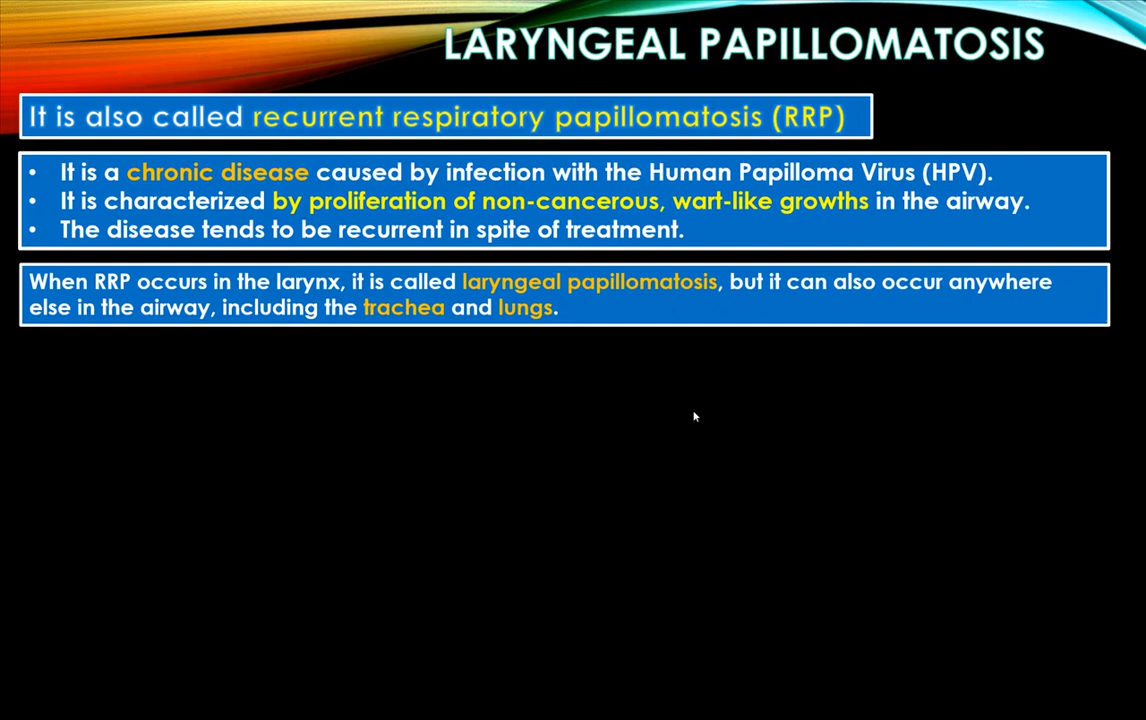 LARYNGEAL PAPILLOMATOSIS
It is also called recurrent respiratory papillomatosis (RRP)
• It is a chronic disease caused by infection with the Human Papilloma Virus (HPV).
• It is characterized by proliferation of non-cancerous, wart-like growths in the airway.
• The disease tends to be recurrent in spite of treatment.
When RRP occurs in the larynx, it is called laryngeal papillomatosis, but it can also occur anywhere
else in the airway, including the trachea and lungs.